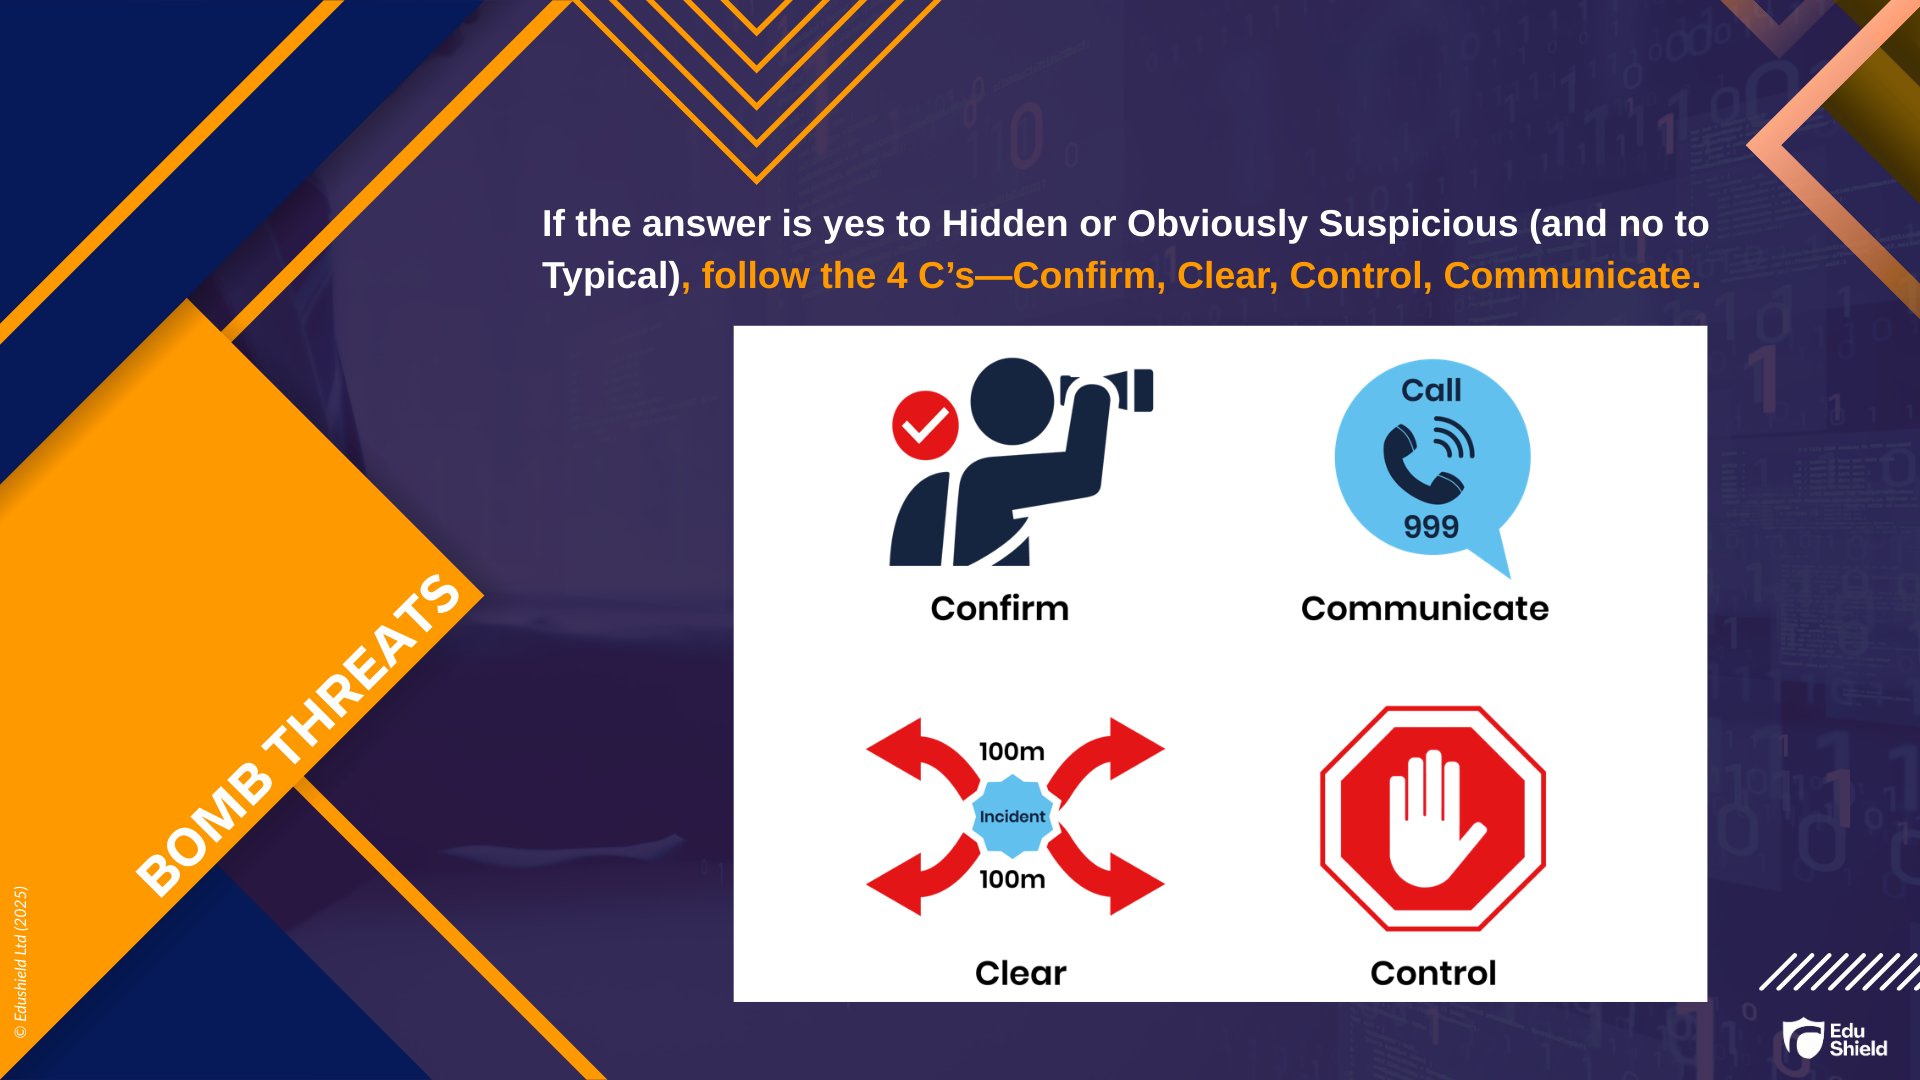 If the answer is yes to Hidden or Obviously Suspicious (and no to
Typical), follow the 4 C’s—Confirm, Clear, Control, Communicate.
Call
999
Confirm
Communicate
100m
Incident
100m
Clear
Control
BOMB THREATS
© Edushield Ltd (2025)
Edu
Shield